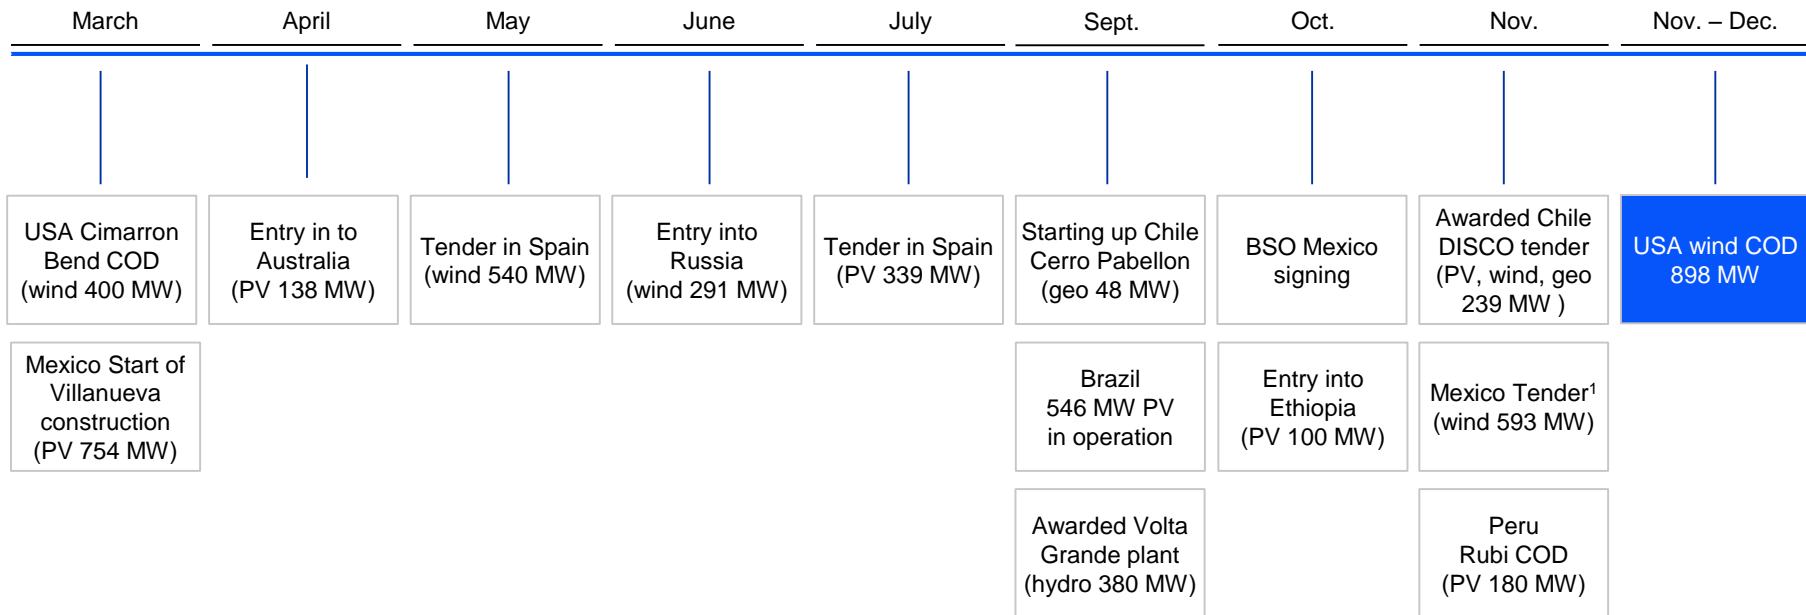 March
April
May
June
July
Sept.
Oct.
Nov.
Nov. – Dec.
USA Cimarron
Bend COD
(wind 400 MW)
Entry in to
Australia
(PV 138 MW)
Tender in Spain
(wind 540 MW)
Entry into
Russia
(wind 291 MW)
Tender in Spain
(PV 339 MW)
Starting up Chile
Cerro Pabellon
(geo 48 MW)
BSO Mexico
signing
Awarded Chile
DISCO tender
(PV, wind, geo
239 MW )
USA wind COD
898 MW
Mexico Start of
Villanueva
construction
(PV 754 MW)
Brazil
546 MW PV
in operation
Entry into
Ethiopia
(PV 100 MW)
Mexico Tender¹
(wind 593 MW)
Awarded Volta
Grande plant
(hydro 380 MW)
Peru
Rubi COD
(PV 180 MW)